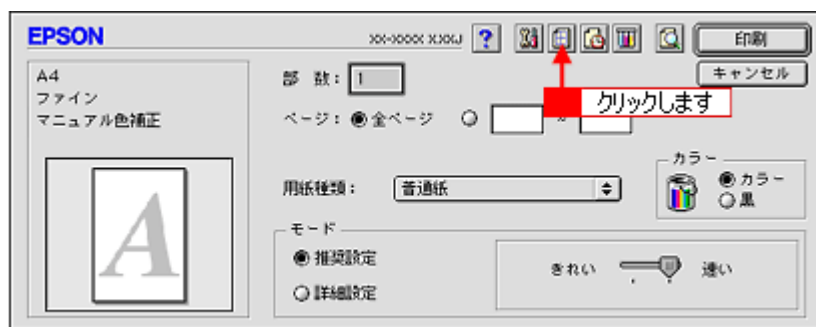 EPSON
XX-XXXX X.XXJ
?
印刷
キャンセル
A4
ファイン
マニュアル色補正
部 数：
1
クリックします
ページ：
全ページ
~
用紙種類：
普通紙
カラー
カラー
黒
モード
推奨設定
詳細設定
きれい
速い
A